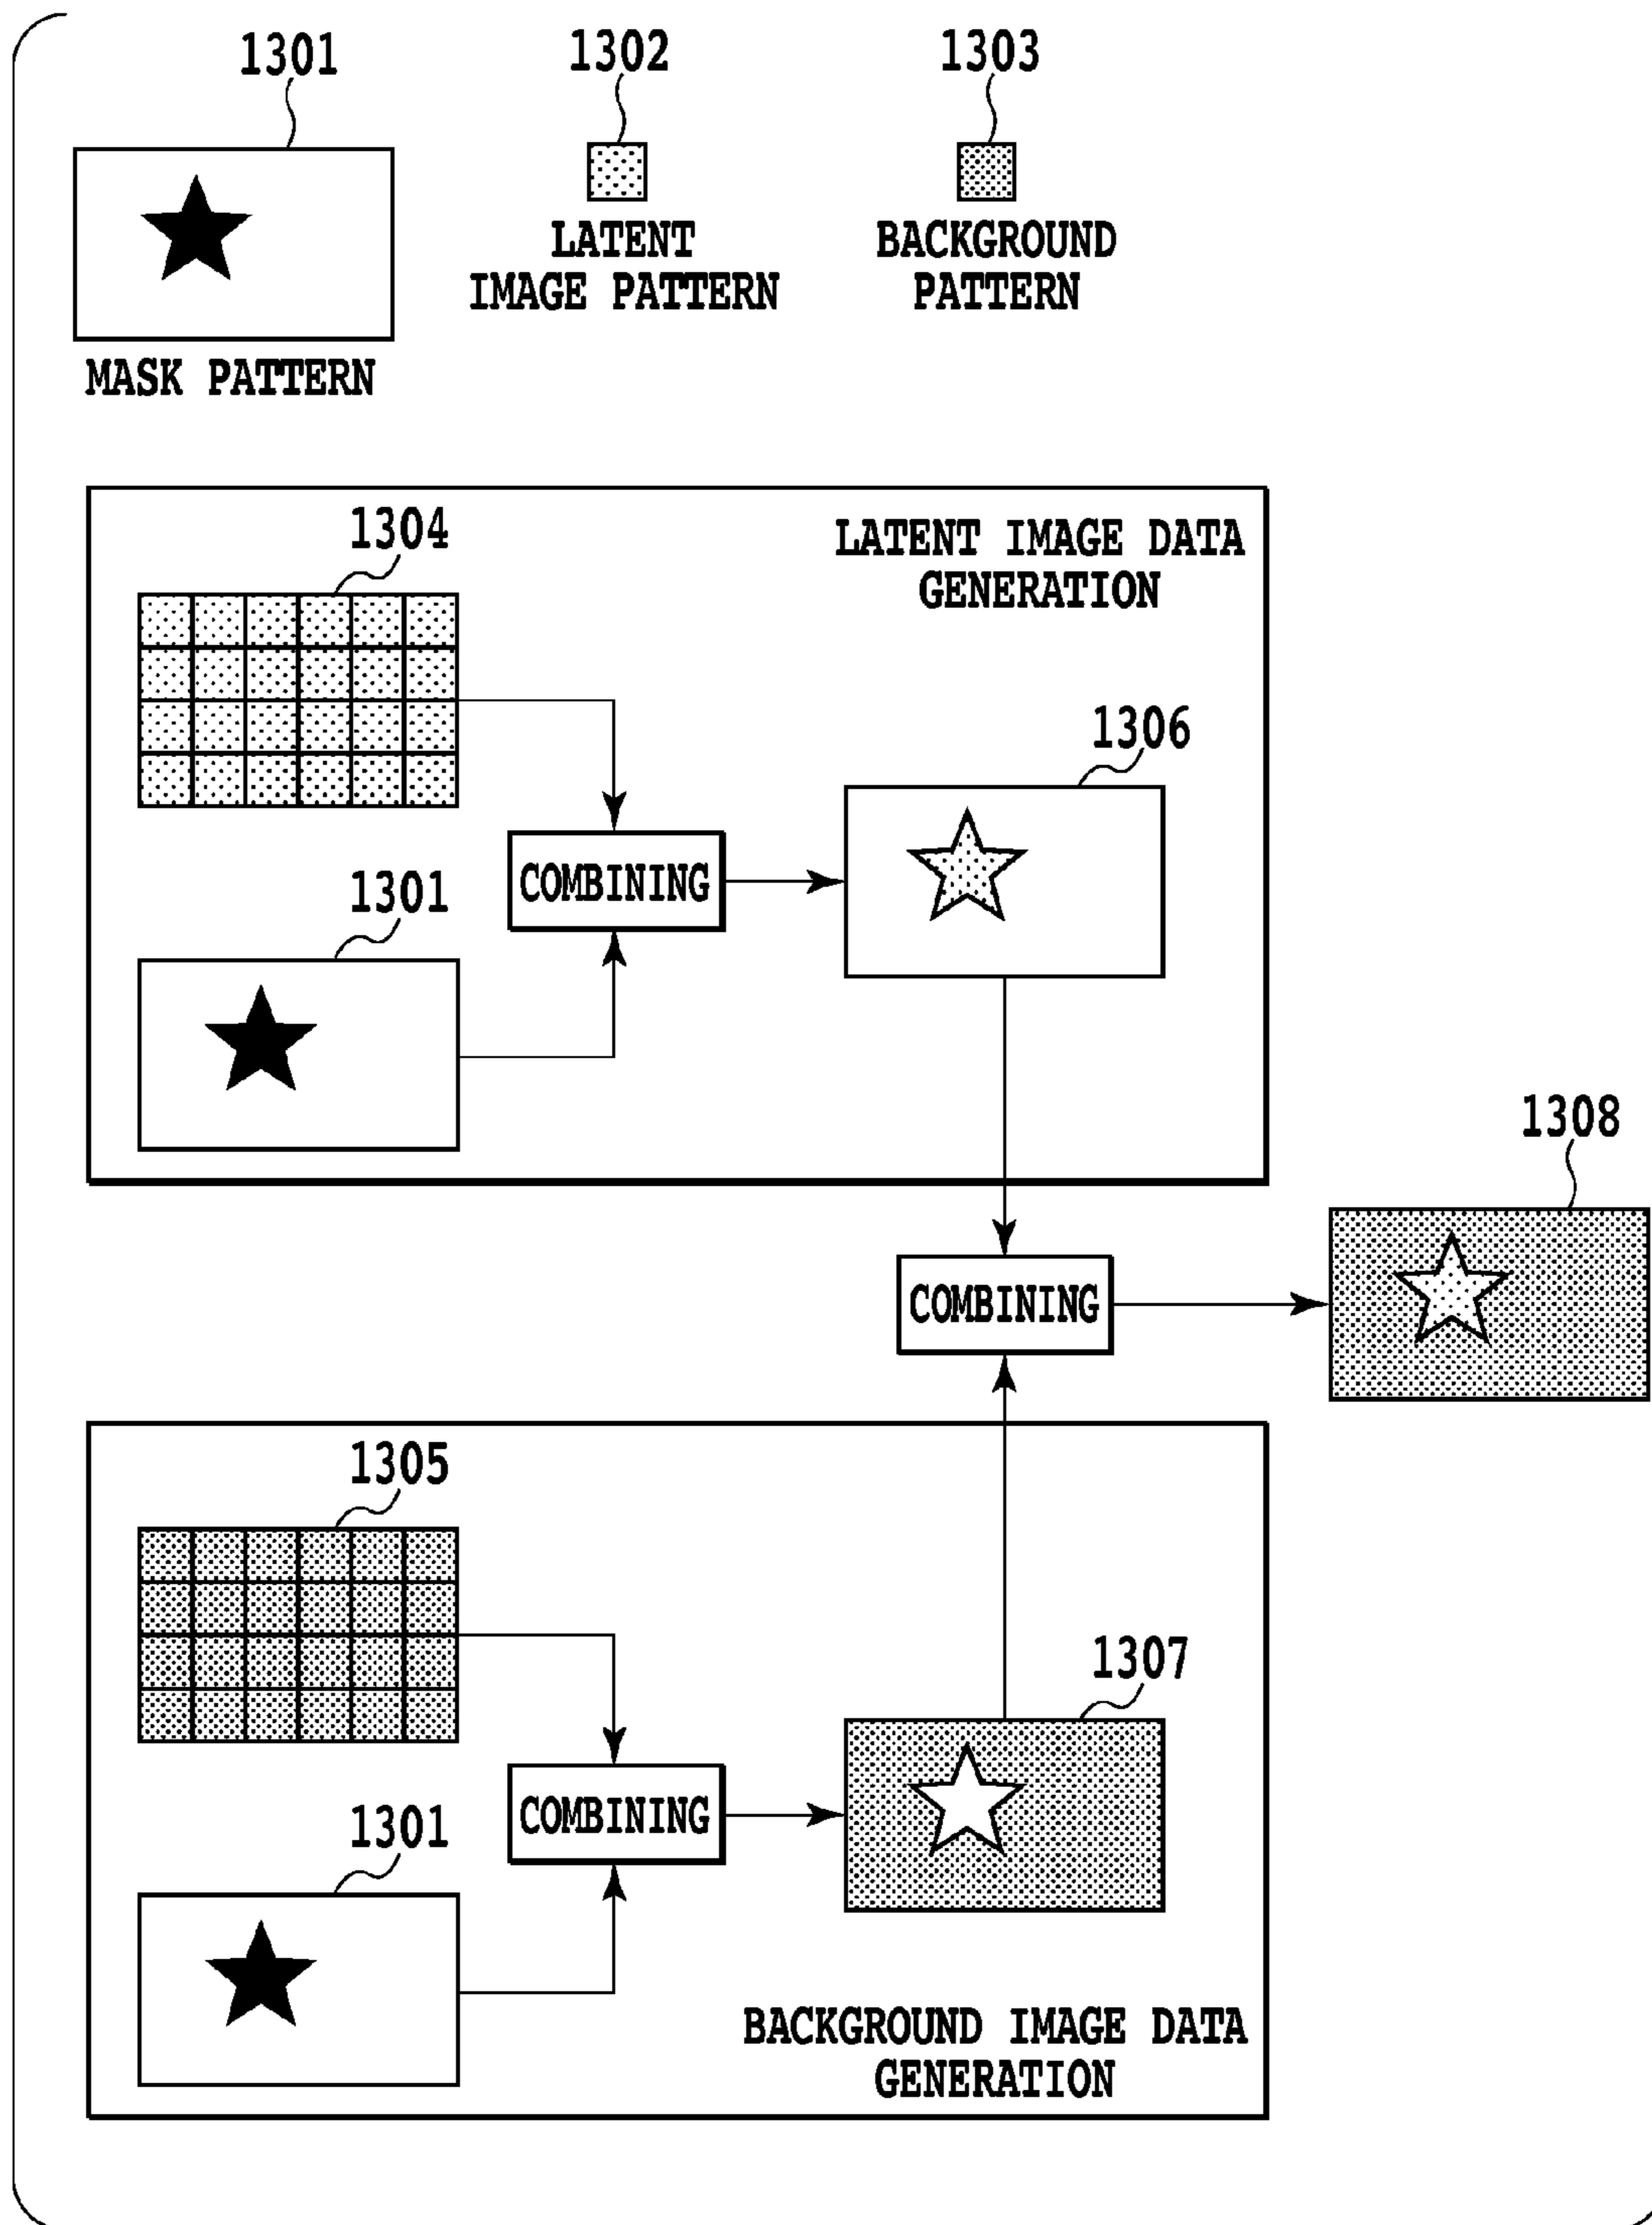 1301
1302
1303
MASK PATTERN
LATENT
IMAGE PATTERN
BACKGROUND
PATTERN
LATENT IMAGE DATA
GENERATION
1304
1306
COMBINING
1301
1308
COMBINING
1305
1307
COMBINING
1301
BACKGROUND IMAGE DATA
GENERATION